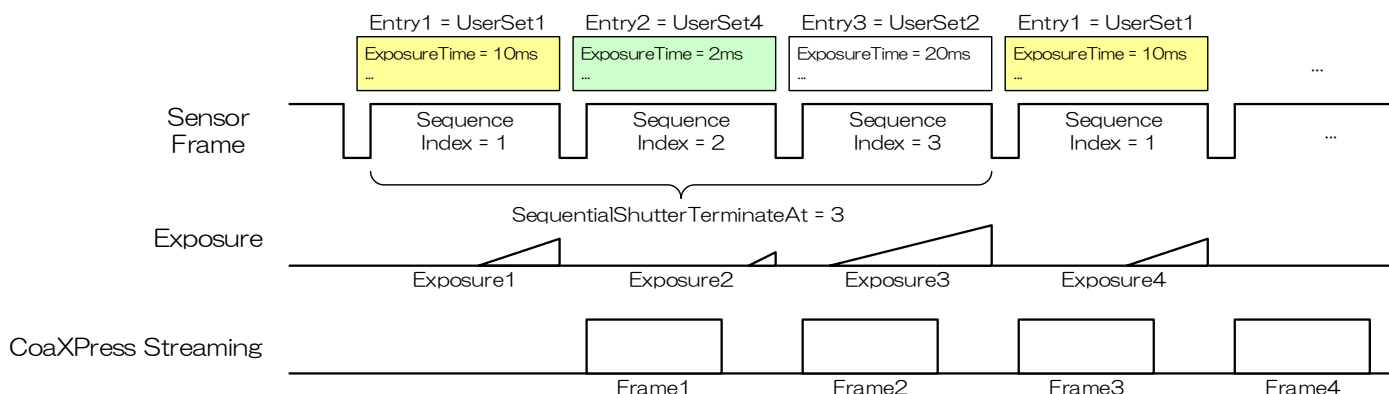 Entry1 = UserSet1 Entry2 = UserSet4 Entry3 = UserSet2 Entry1 = UserSet1
ExposureTime = 10ms ExposureTime = 2ms ExposureTime = 20ms ExposureTime = 10ms
... ... ... ... ...
Sensor Frame
Sequence Index = 1
Sequence Index = 2
Sequence Index = 3
Sequence Index = 1
...
SequentialShutterTerminateAt = 3
Exposure
Exposure1 Exposure2 Exposure3 Exposure4
CoaXPress Streaming
Frame1 Frame2 Frame3 Frame4